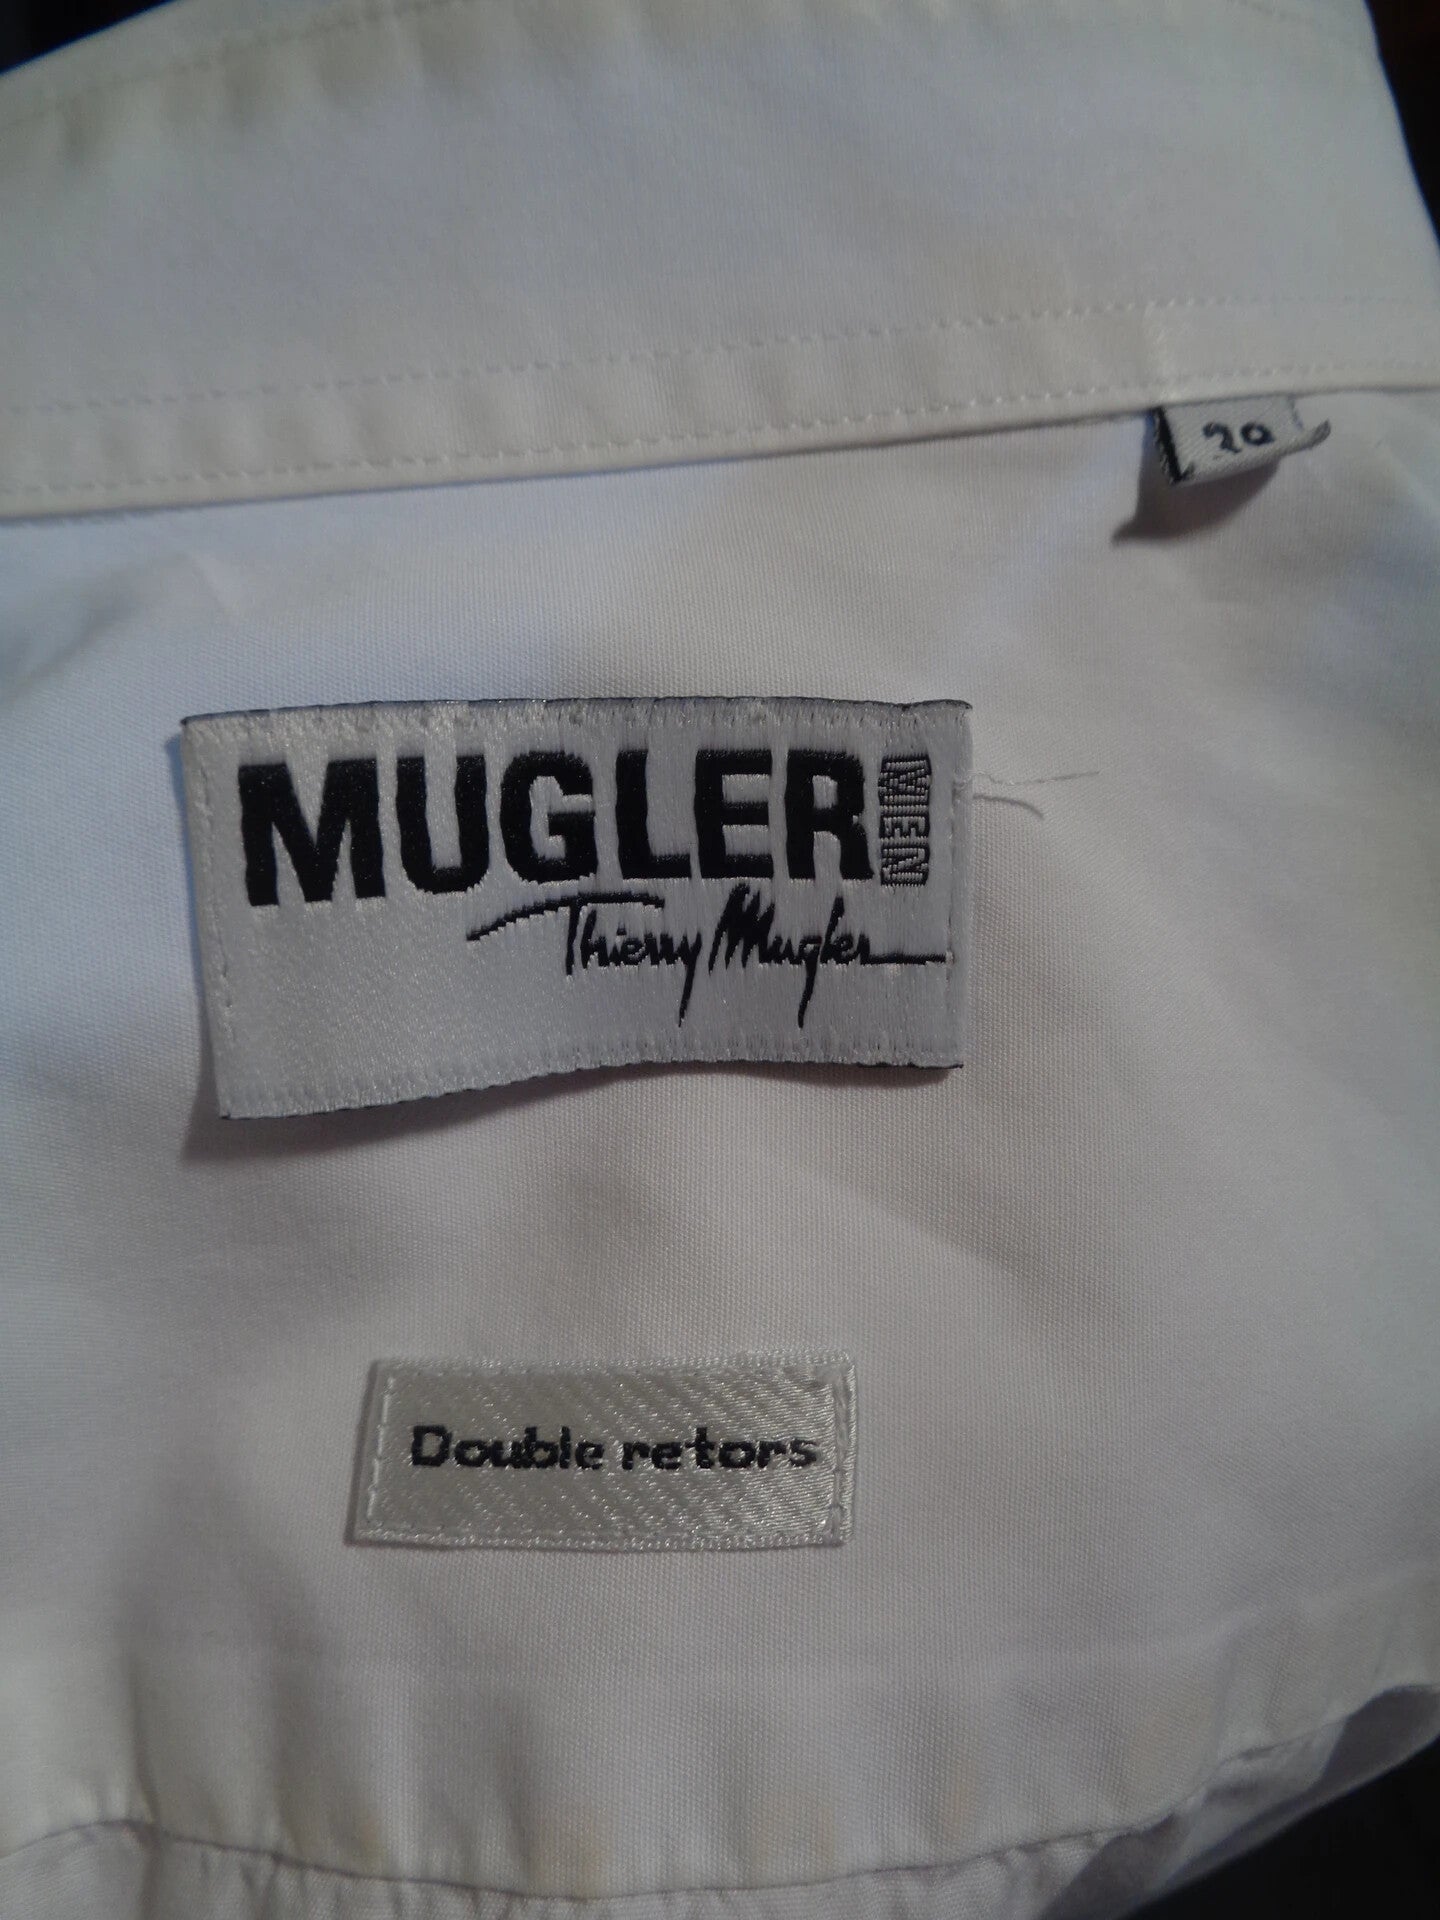 20
MUGLER MEN
Thierry Mugler
Double retors